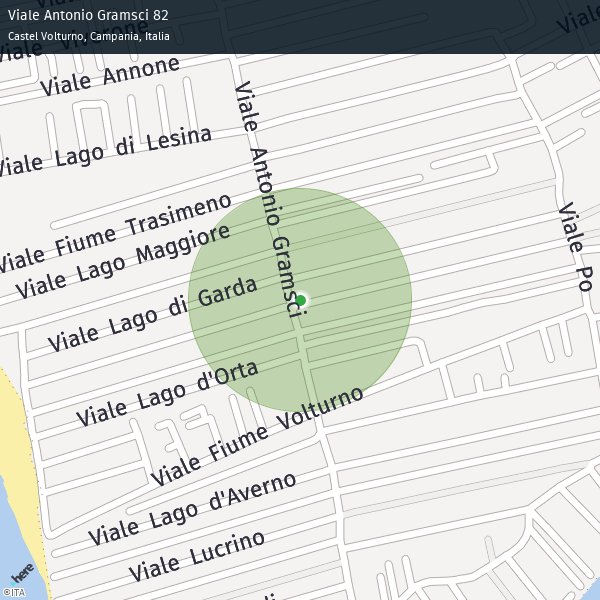 Viale Antonio Gramsci 82
Castel Volturno, Campania, Italia
Viale Annone
Viale
Viale Antonio Gramsci
Viale Lago di Lesina
Viale Fiume Trasimeno
Viale Lago Maggiore
Viale Po
Viale Lago di Garda
Viale Lago d'Orta
Viale Fiume Volturno
Viale Lago d'Averno
Viale Lucrino
here
©ITA